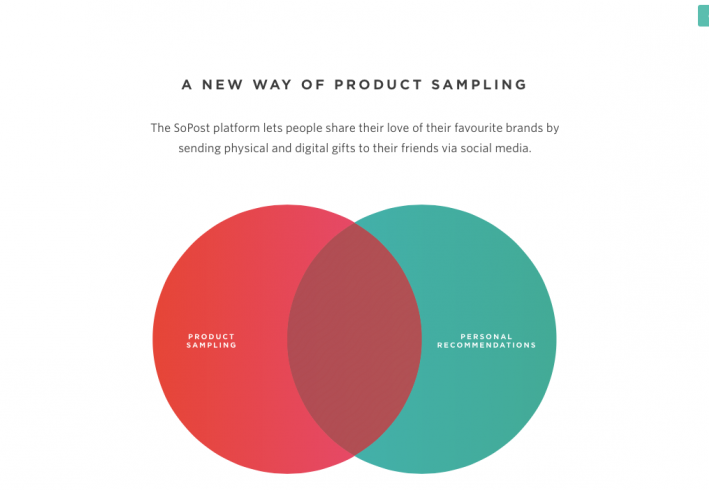 A NEW WAY OF PRODUCT SAMPLING
The SoPost platform lets people share their love of their favourite brands by
sending physical and digital gifts to their friends via social media.
PRODUCT
SAMPLING
PERSONAL
RECOMMENDATIONS